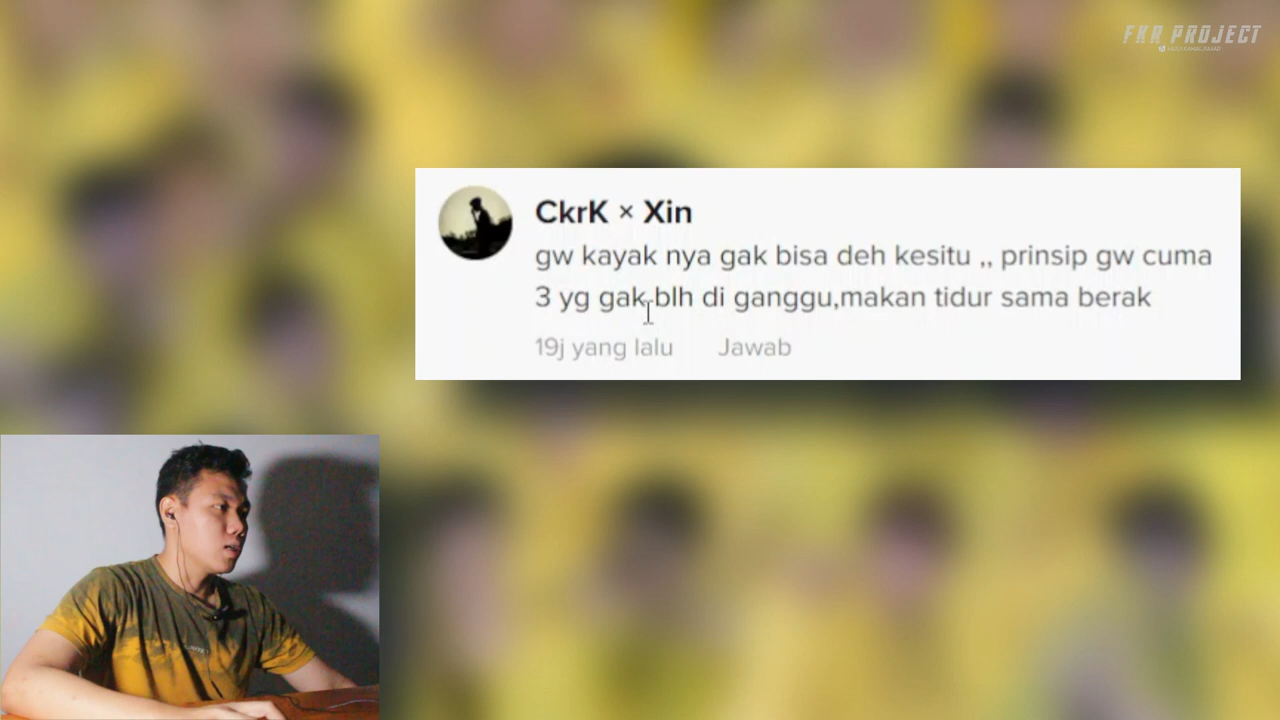 FKR PROJECT
CkrK × Xin
gw kayak nya gak bisa deh kesitu ,, prinsip gw cuma
3 yg gak blh di ganggu,makan tidur sama berak
19j yang lalu Jawab